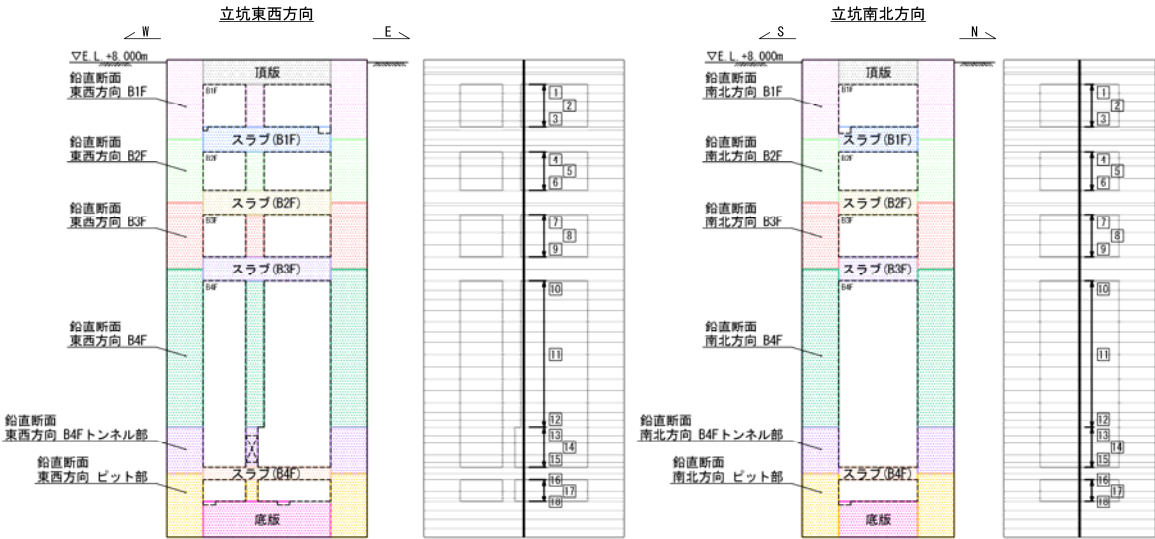 立坑東西方向
W
E
▽E.L.+8.000m
鉛直断面
東西方向 B1F
鉛直断面
東西方向 B2F
鉛直断面
東西方向 B3F
鉛直断面
東西方向 B4F
鉛直断面
東西方向 B4Fトンネル部
鉛直断面
東西方向 ピット部
頂版
B1F
スラブ(B1F)
B2F
スラブ(B2F)
B3F
スラブ(B3F)
B4F
スラブ(B4F)
底版
1
2
3
4
5
6
7
8
9
10
11
12
13
14
15
16
17
18
立坑南北方向
S
N
▽E.L.+8.000m
鉛直断面
南北方向 B1F
鉛直断面
南北方向 B2F
鉛直断面
南北方向 B3F
鉛直断面
南北方向 B4F
鉛直断面
南北方向 B4Fトンネル部
鉛直断面
南北方向 ピット部
頂版
B1F
スラブ(B1F)
B2F
スラブ(B2F)
B3F
スラブ(B3F)
B4F
スラブ(B4F)
底版
1
2
3
4
5
6
7
8
9
10
11
12
13
14
15
16
17
18